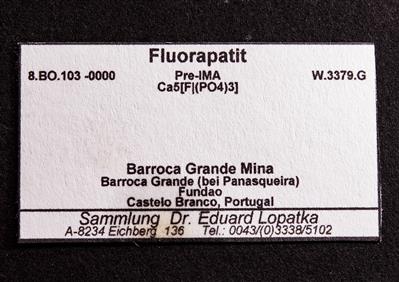 Fluorapatit
8.BO.103 -0000 Pre-IMA W.3379.G
Ca5[F|(PO4)3]
Barroca Grande Mina
Barroca Grande (bei Panasqueira)
Fundao
Castelo Branco, Portugal
Sammlung Dr. Eduard Lopatka
A-8234 Eichberg 136 Tel.: 0043/(0)3338/5102